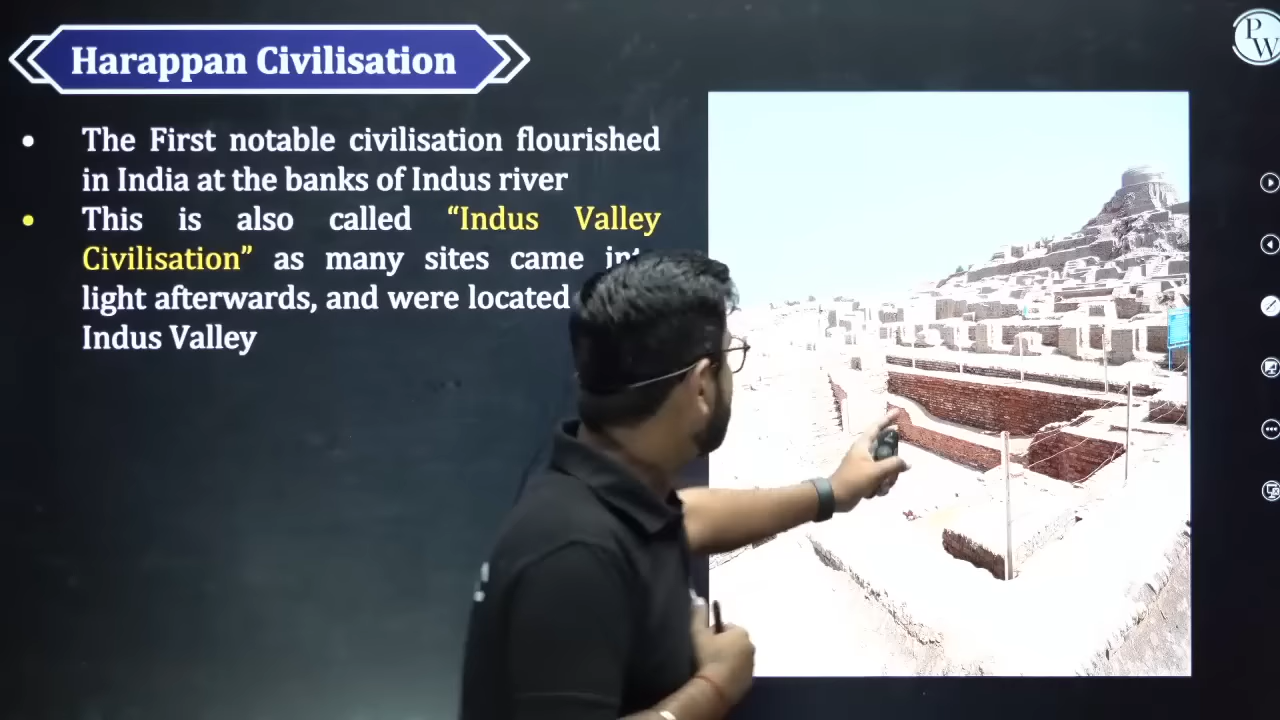 Harappan Civilisation
PW
• The First notable civilisation flourished
in India at the banks of Indus river
• This is also called “Indus Valley
Civilisation” as many sites came
light afterwards, and were located
Indus Valley